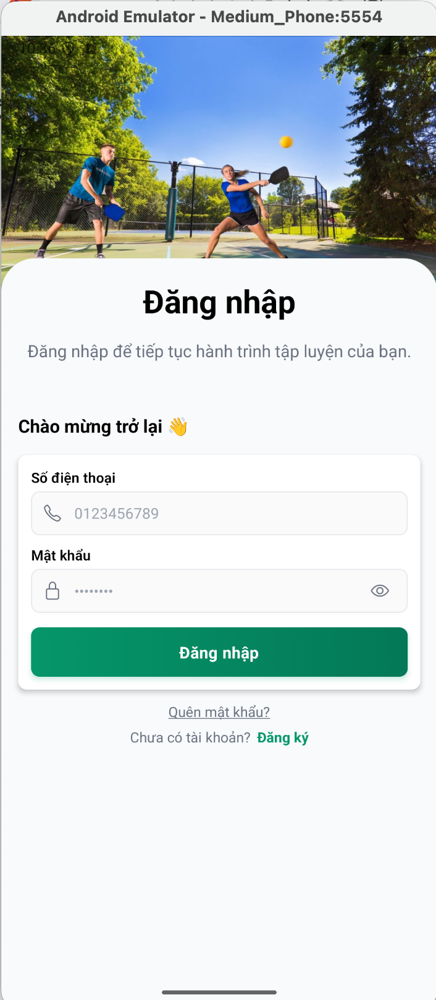 Android Emulator - Medium_Phone:5554
10:36
Đăng nhập
Đăng nhập để tiếp tục hành trình tập luyện của bạn.
Chào mừng trở lại 👋
Số điện thoại
0123456789
Mật khẩu
••••••••
Đăng nhập
Quên mật khẩu?
Chưa có tài khoản? Đăng ký